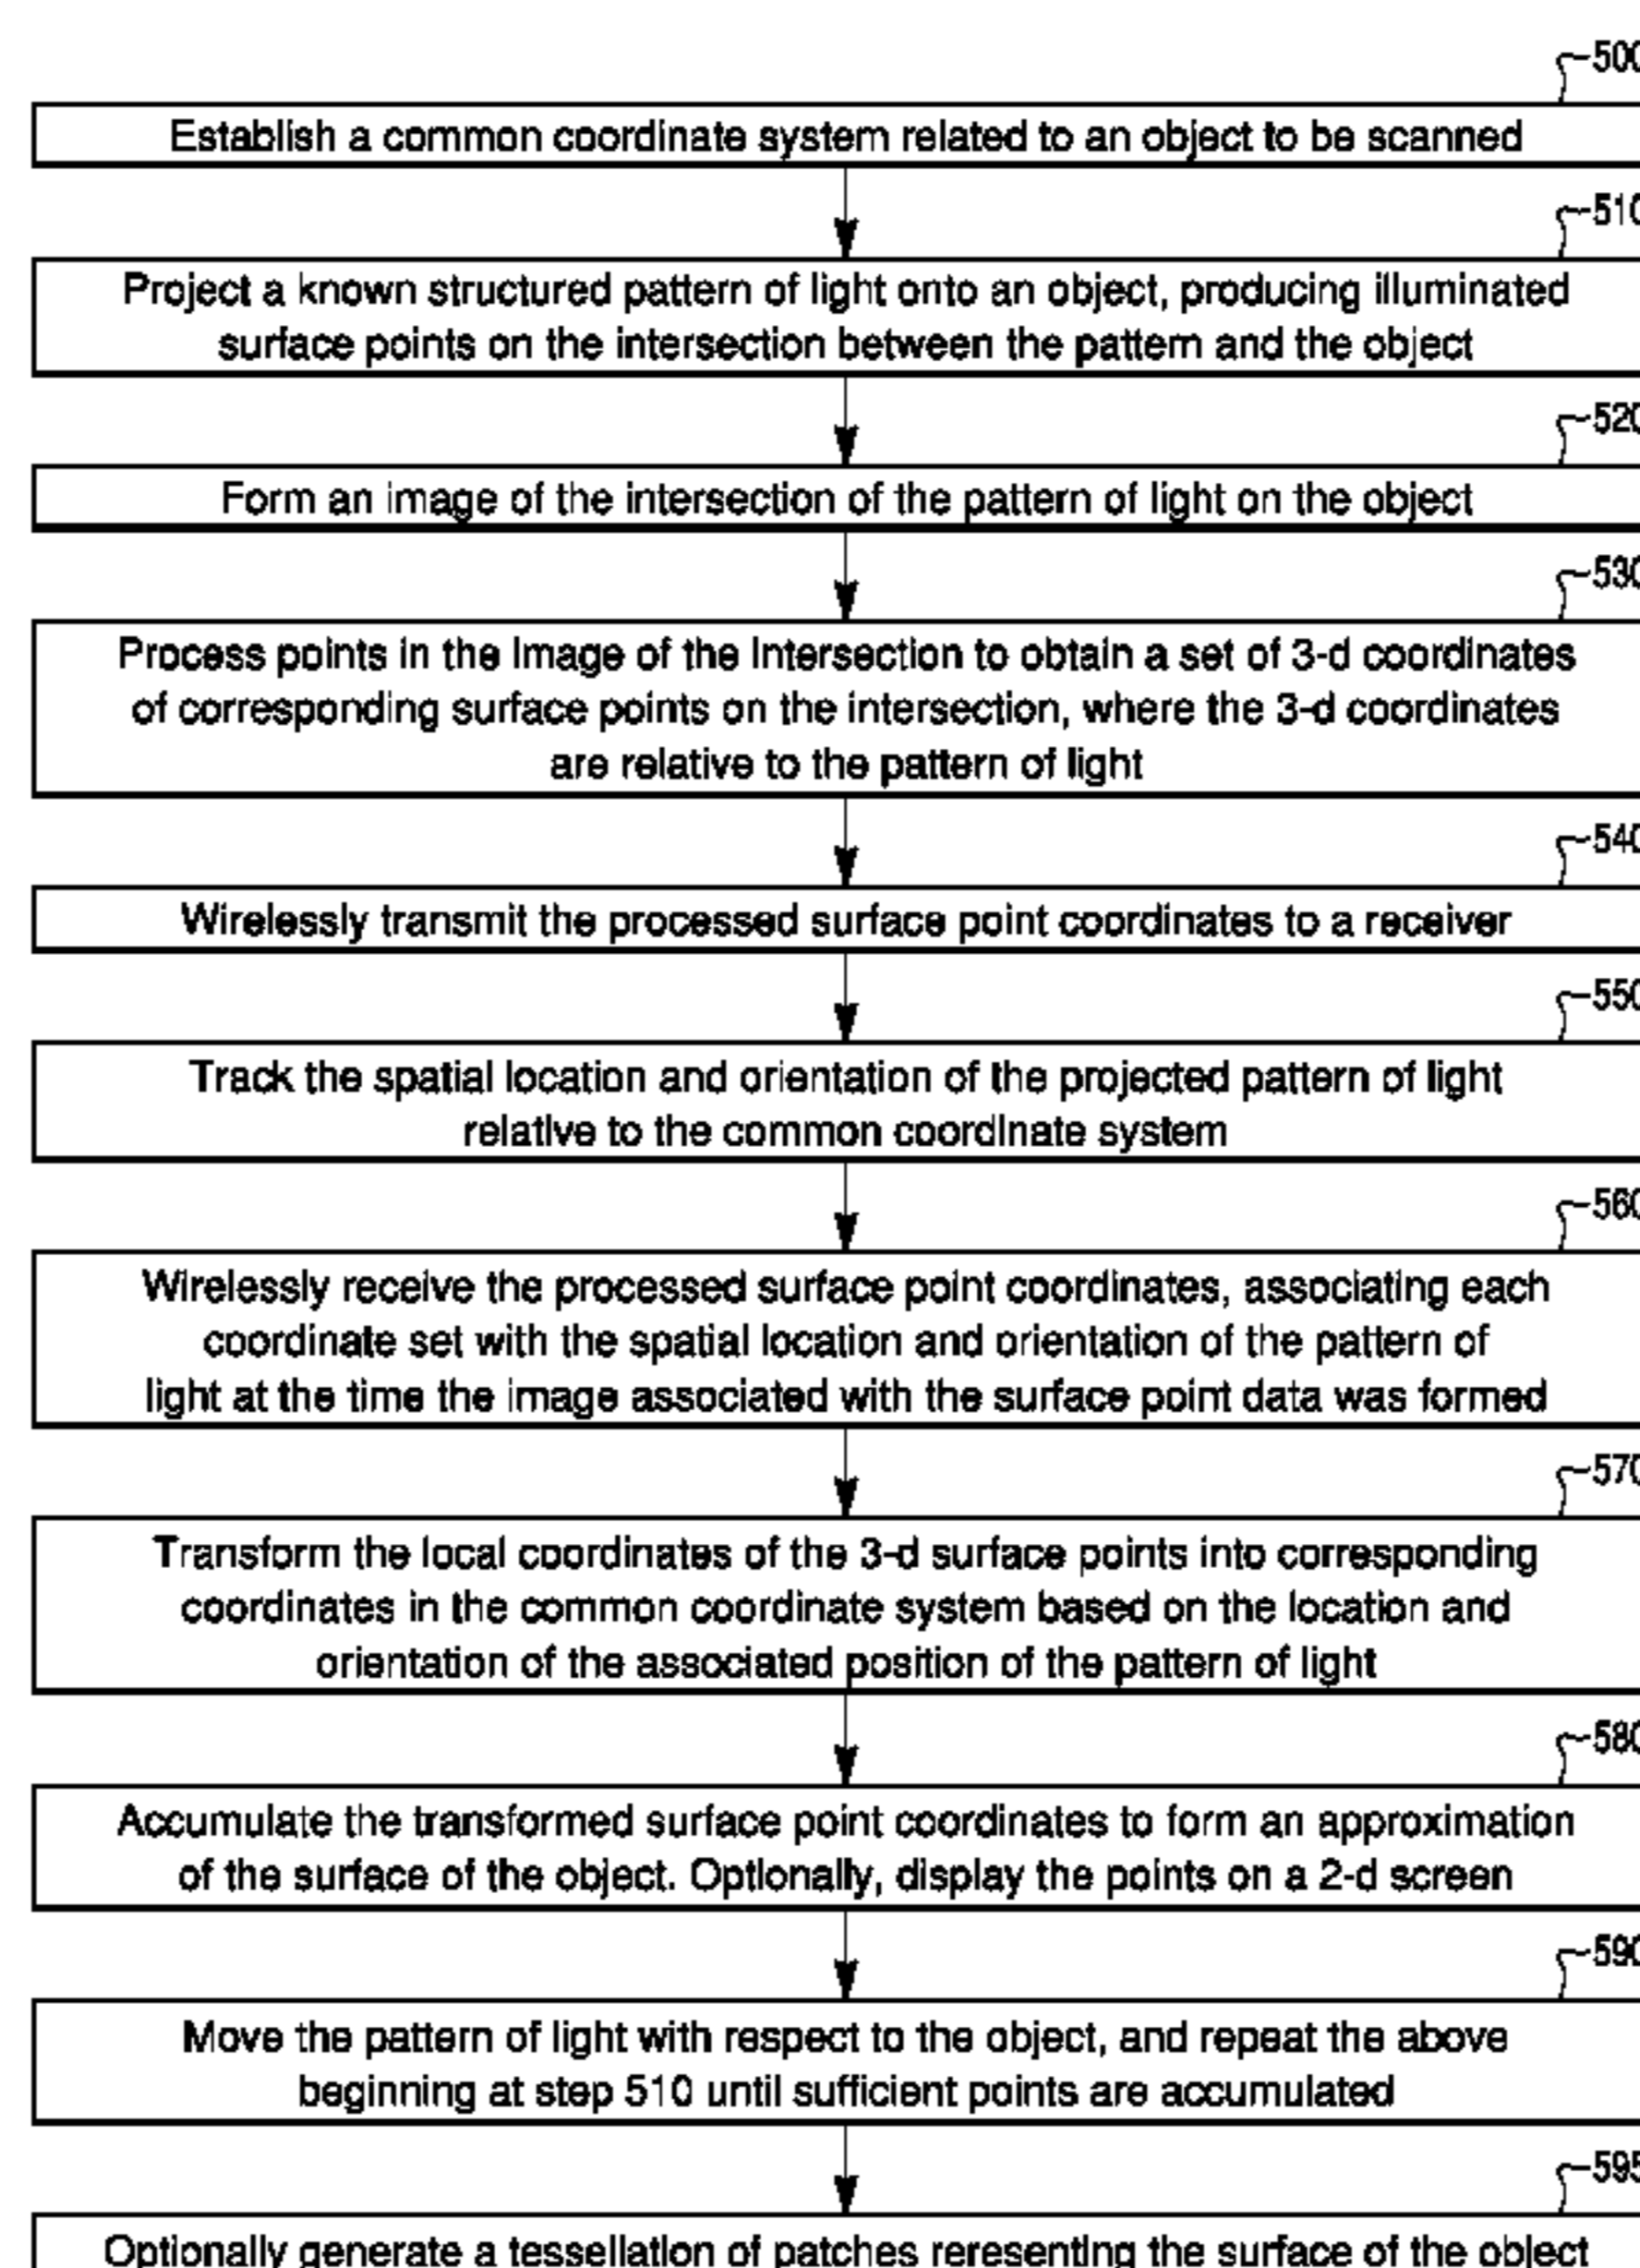 500
Establish a common coordinate system related to an object to be scanned
510
Project a known structured pattern of light onto an object, producing illuminated
surface points on the intersection between the pattern and the object
520
Form an image of the intersection of the pattern of light on the object
530
Process points in the Image of the Intersection to obtain a set of 3-d coordinates
of corresponding surface points on the intersection, where the 3-d coordinates
are relative to the pattern of light
540
Wirelessly transmit the processed surface point coordinates to a receiver
550
Track the spatial location and orientation of the projected pattern of light
relative to the common coordinate system
560
Wirelessly receive the processed surface point coordinates, associating each
coordinate set with the spatial location and orientation of the pattern of
light at the time the image associated with the surface point data was formed
570
Transform the local coordinates of the 3-d surface points into corresponding
coordinates in the common coordinate system based on the location and
orientation of the associated position of the pattern of light
580
Accumulate the transformed surface point coordinates to form an approximation
of the surface of the object. Optionally, display the points on a 2-d screen
590
Move the pattern of light with respect to the object, and repeat the above
beginning at step 510 until sufficient points are accumulated
595
Optionally generate a tessellation of patches reresenting the surface of the object